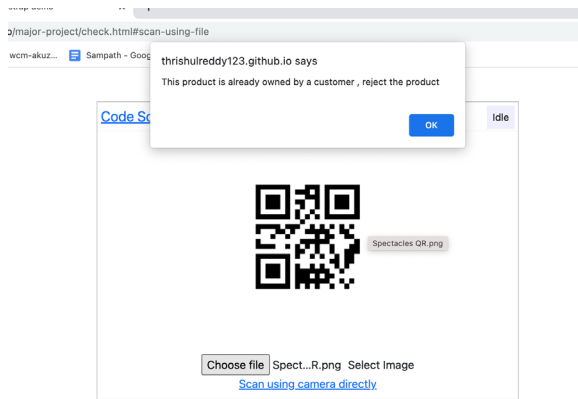 o/major-project/check.html#scan-using-file
wcm-akuz... Sampath - Goog
thrishulreddy123.github.io says
This product is already owned by a customer , reject the product
OK
Code Sc
Idle
Spectacles QR.png
Choose file Spect...R.png Select Image
Scan using camera directly